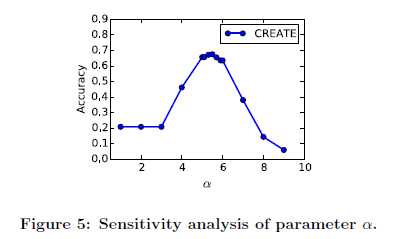 0,9
0,8
0,7
0,6
0,5
0,4
0,3
0,2
0,1
0,0
Accuracy
CREATE
2 4 6 8 10
α
Figure 5: Sensitivity analysis of parameter α.